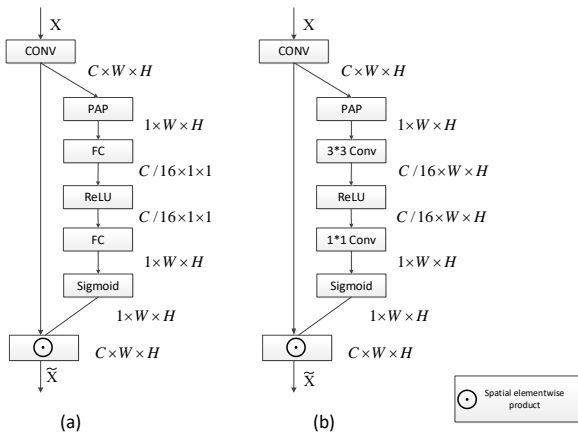 X
CONV
C×W×H
PAP
1×W×H
FC
C/16×1×1
ReLU
C/16×1×1
FC
1×W×H
Sigmoid
1×W×H
C×W×H
X̃
(a)
X
CONV
C×W×H
PAP
1×W×H
3*3 Conv
C/16×W×H
ReLU
C/16×W×H
1*1 Conv
1×W×H
Sigmoid
1×W×H
C×W×H
X̃
(b)
Spatial elementwise
product